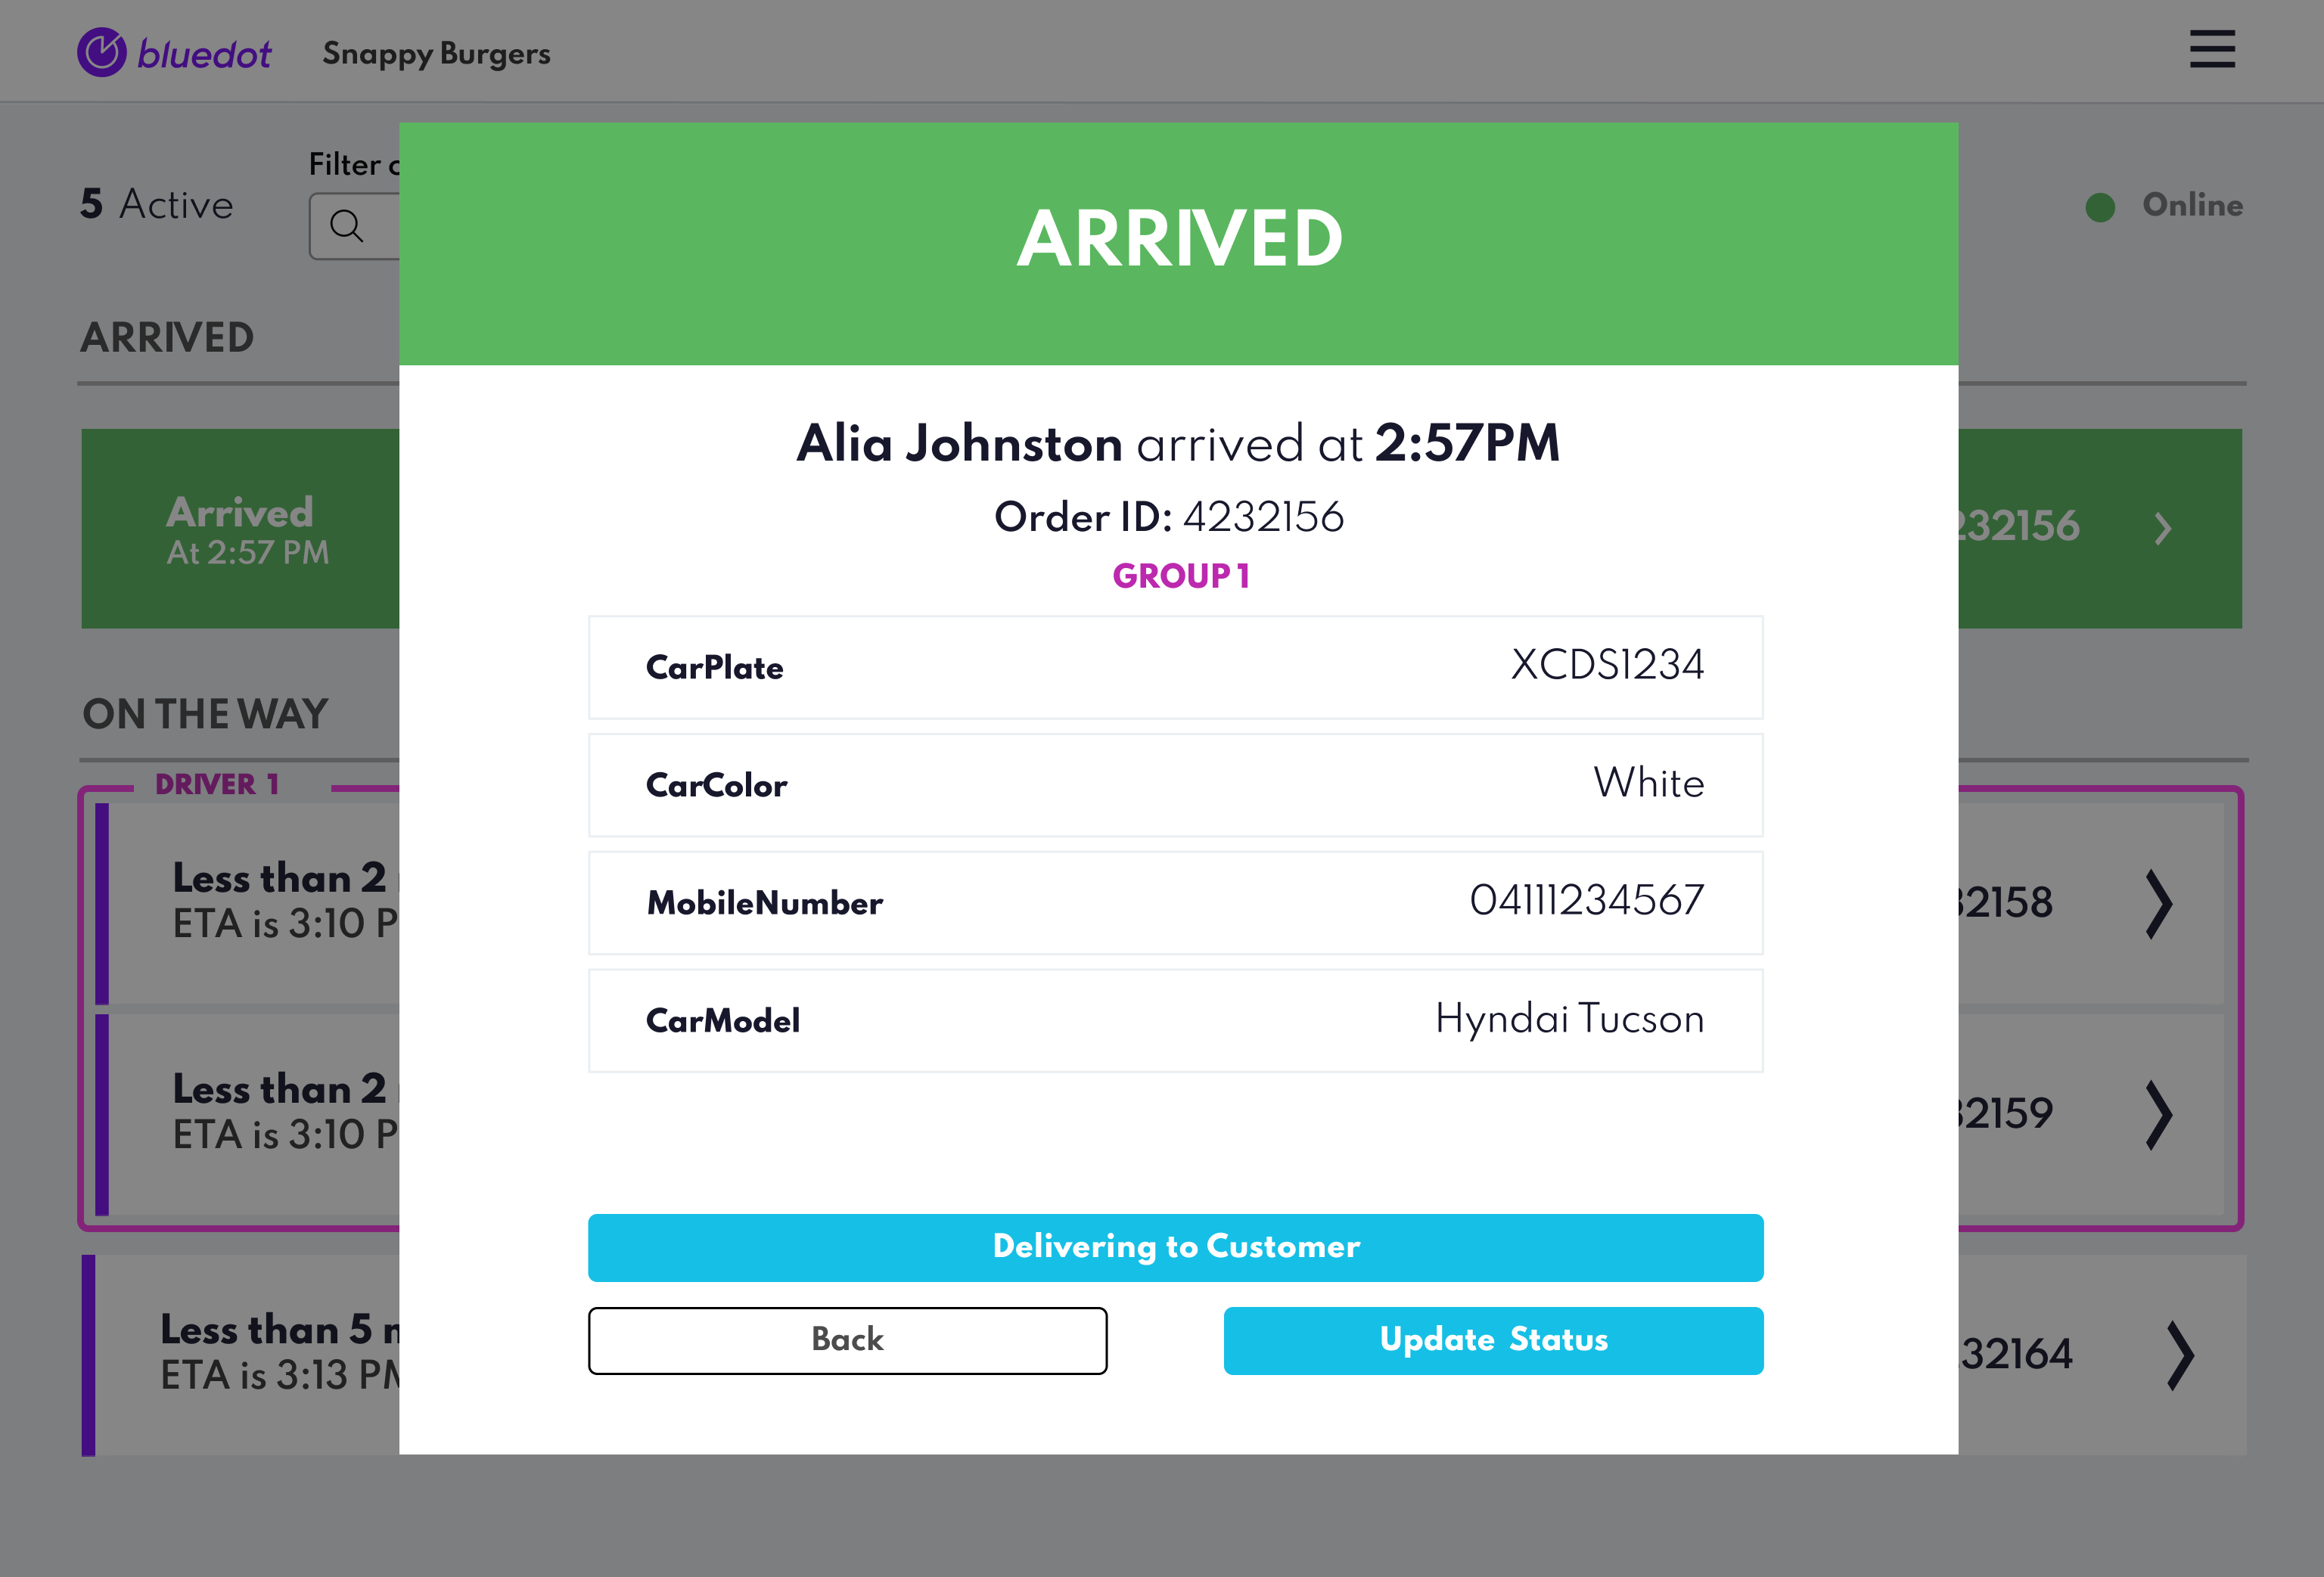 bluedot SnappyBurgers
Filter
5 Active
Online
ARRIVED
ARRIVED
Alia Johnston arrived at 2:57PM
Order ID: 4232156
GROUP 1
Arrived
At 2:57 PM
232156
CarPlate XCDS1234
ON THE WAY
DRIVER 1
CarColor White
Less than 2
ETA is 3:10 P
MobileNumber 0411234567
32158
CarModel Hyndai Tucson
Less than 2
ETA is 3:10 P
32159
Delivering to Customer
Back Update Status
Less than 5
ETA is 3:13 PM
32164